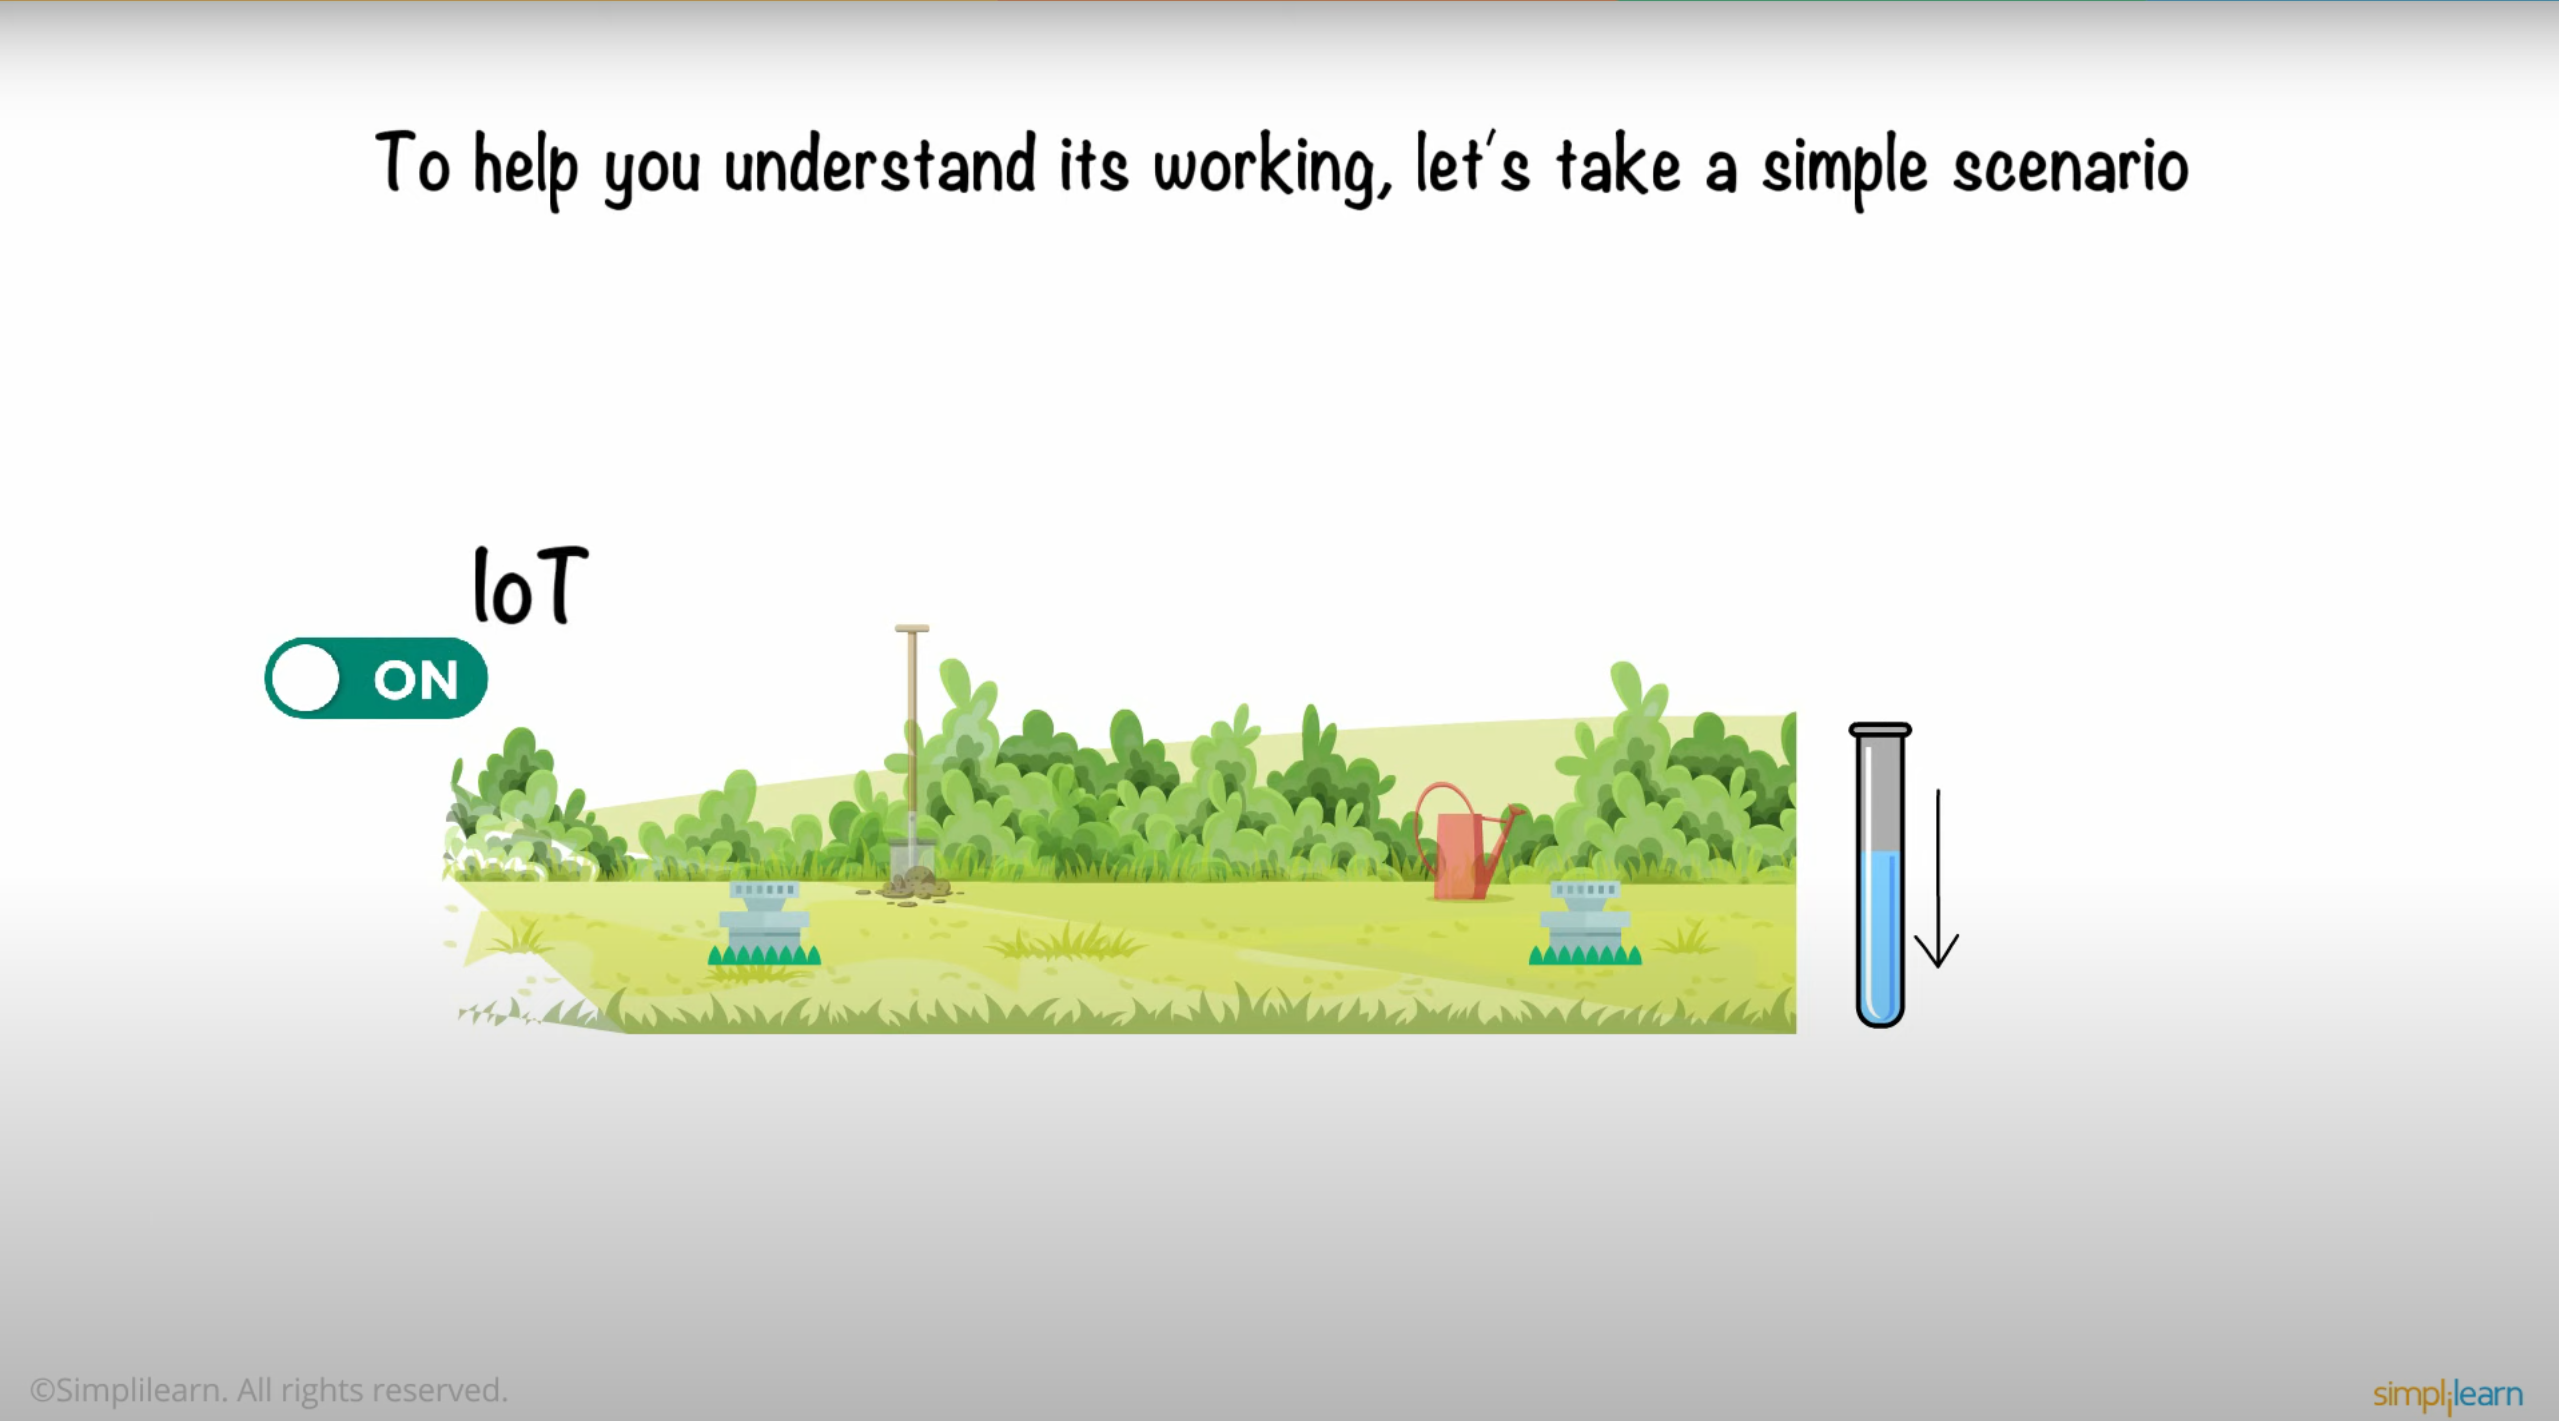 To help you understand its working, let's take a simple scenario
IoT
ON
©Simplilearn. All rights reserved.
simplilearn